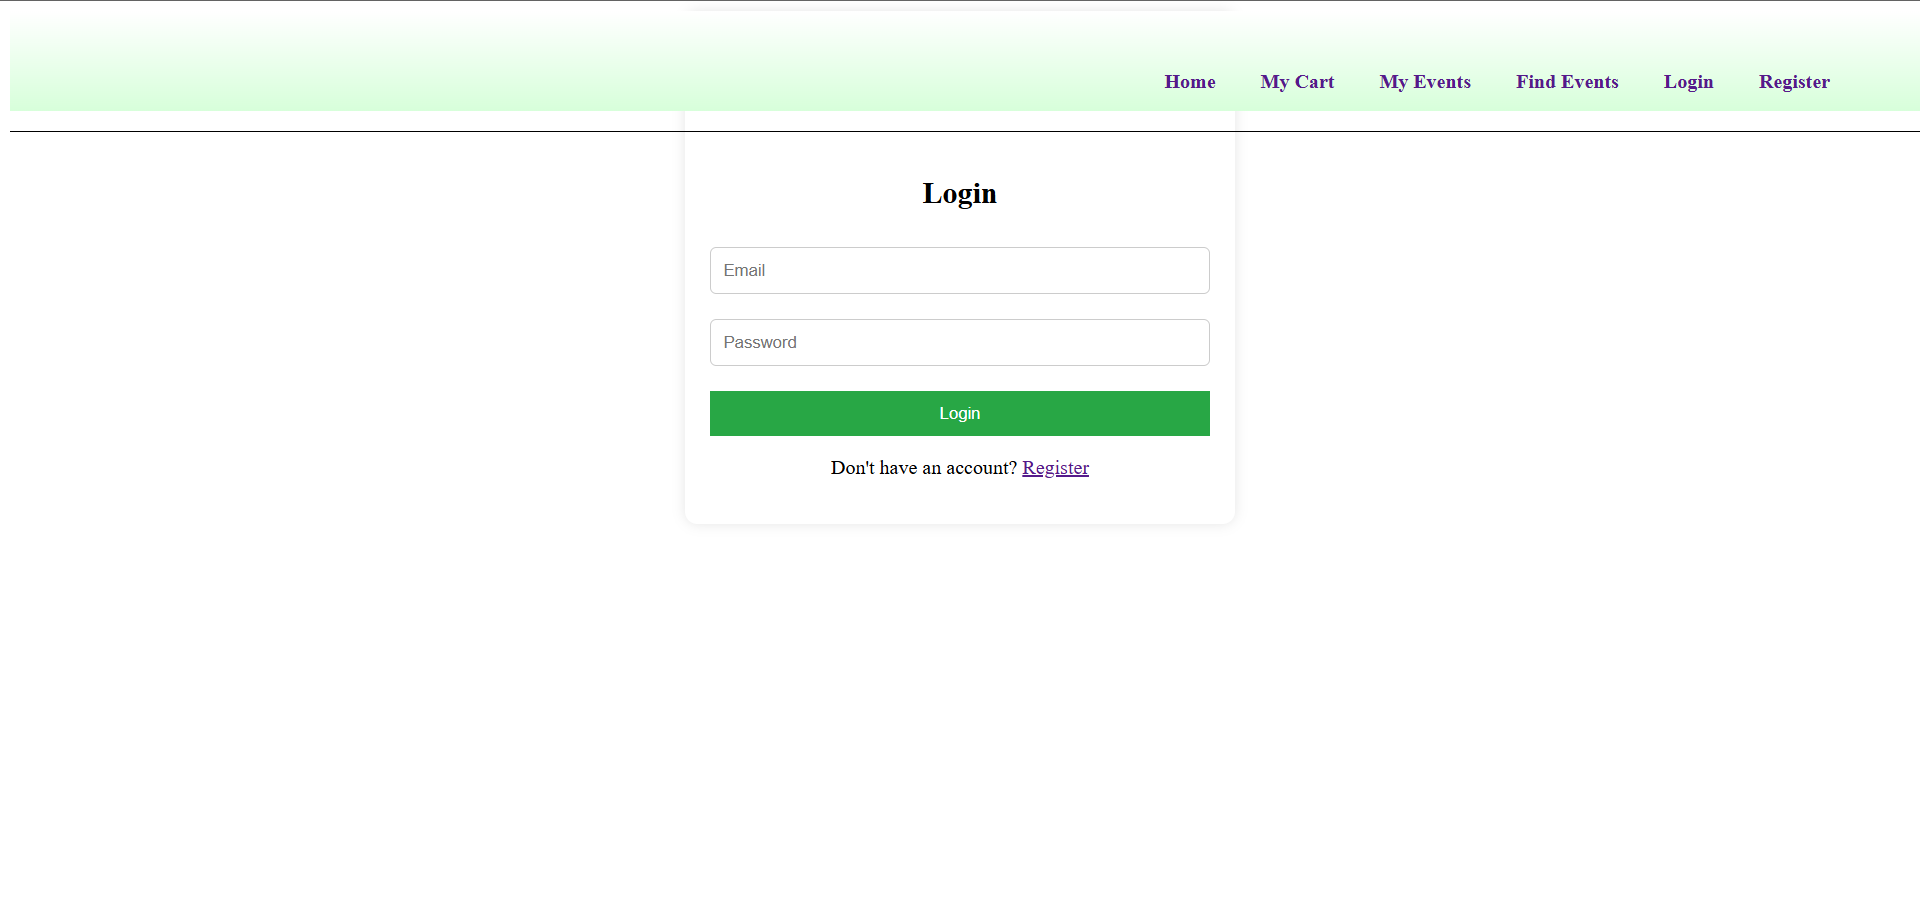 Home My Cart My Events Find Events Login Register
Login
Email
Password
Login
Don't have an account? Register